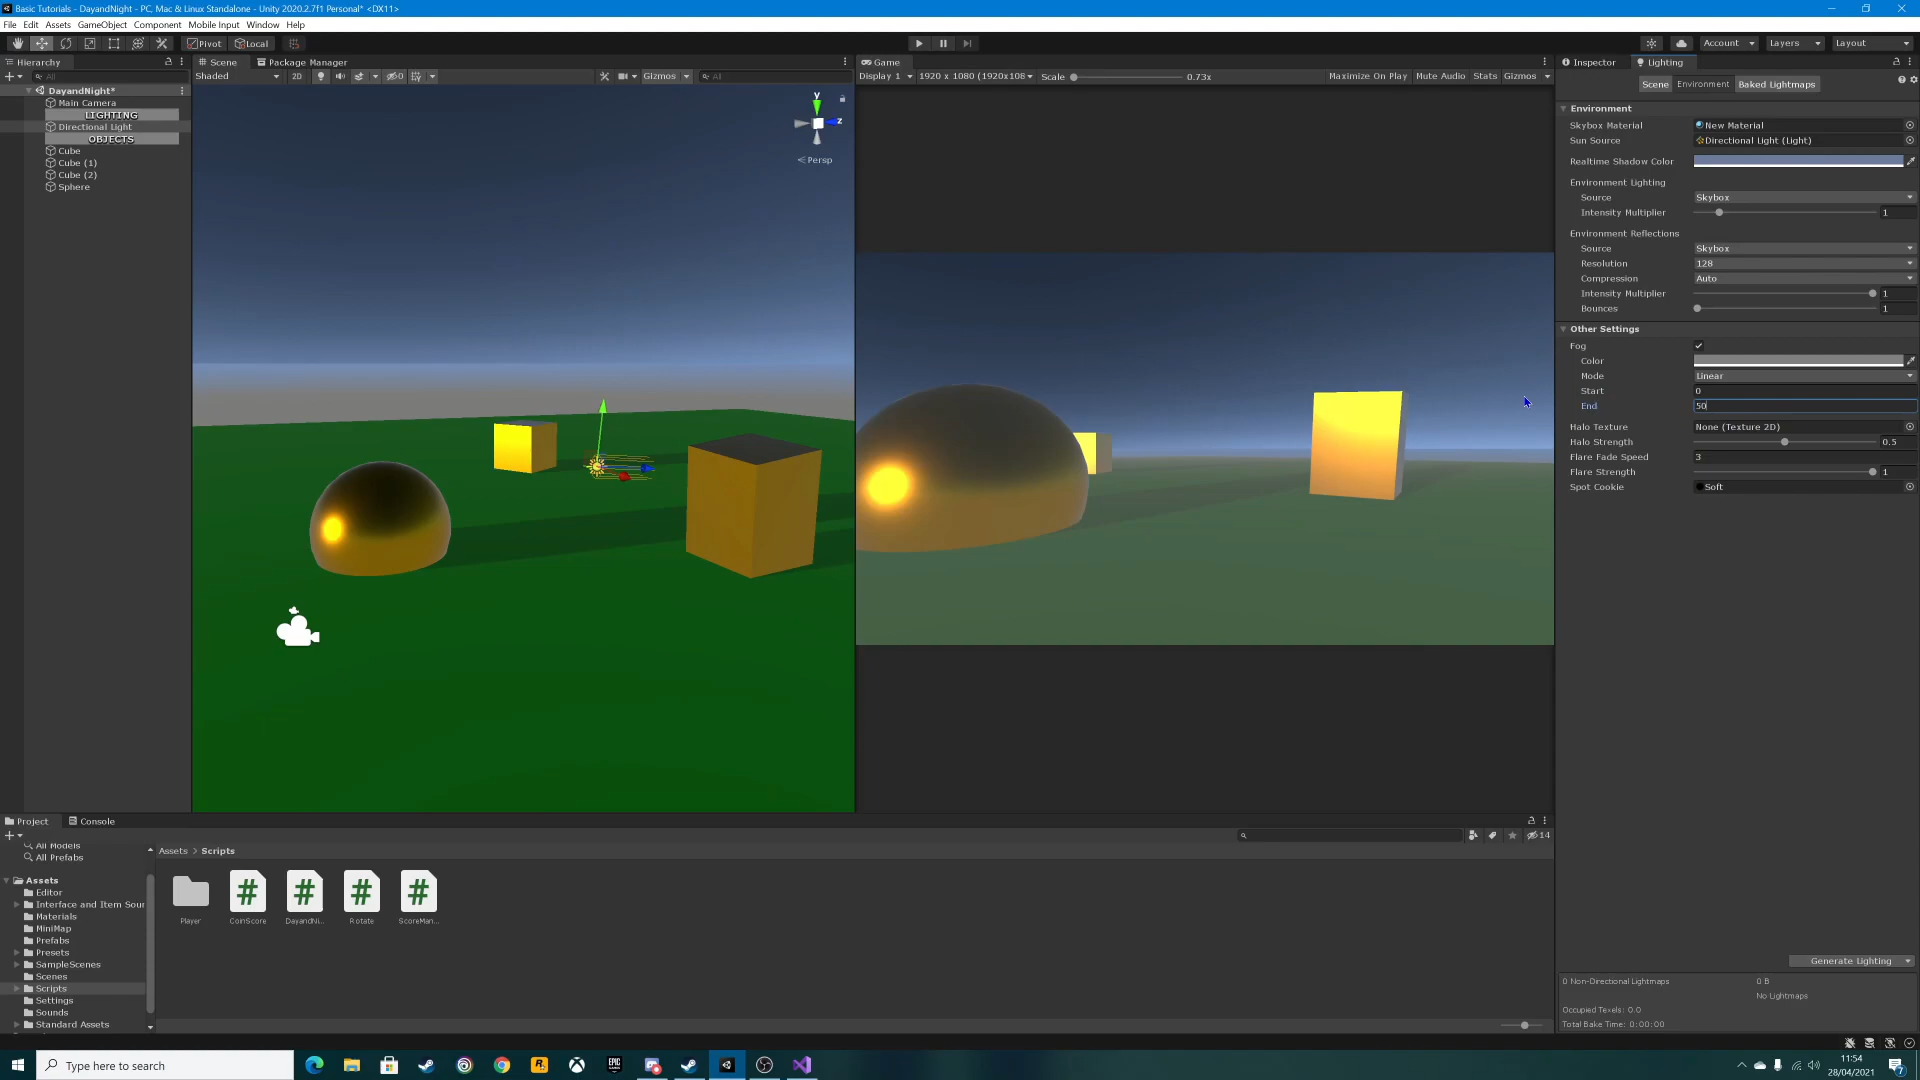 Basic Tutorials - DayandNight - PC, Mac & Linux Standalone - Unity 2020.2.7f1 Personal* <DX11>
File Edit Assets GameObject Component Mobile Input Window Help
Pivot Local Account Layers Layout
Hierarchy
All
DayandNight*
Main Camera
LIGHTING
Directional Light
OBJECTS
Cube
Cube (1)
Cube (2)
Sphere
Scene Package Manager
Shaded 2D 0 Gizmos All
y
z
Persp
Game
Display 1 1920 x 1080 (1920x108 Scale 0.73x Maximize On Play Mute Audio Stats Gizmos
Inspector Lighting
Scene Environment Baked Lightmaps
Environment
Skybox Material New Material
Sun Source Directional Light (Light)
Realtime Shadow Color
Environment Lighting
Source Skybox
Intensity Multiplier 1
Environment Reflections
Source Skybox
Resolution 128
Compression Auto
Intensity Multiplier 1
Bounces 1
Other Settings
Fog
Color
Mode Linear
Start 0
End 50
Halo Texture None (Texture 2D)
Halo Strength 0.5
Flare Fade Speed 3
Flare Strength 1
Spot Cookie Soft
Generate Lighting
0 Non-Directional Lightmaps 0 B
No Lightmaps
Occupied Texels: 0.0
Total Bake Time: 0:00:00
Project Console
14
All Models
All Prefabs
Assets
Editor
Interface and Item Sour
Materials
MiniMap
Prefabs
Presets
SampleScenes
Scenes
Scripts
Settings
Sounds
Standard Assets
Assets > Scripts
Player CoinScore DayandNi... Rotate ScoreMan...
Type here to search
11:54
28/04/2021
7